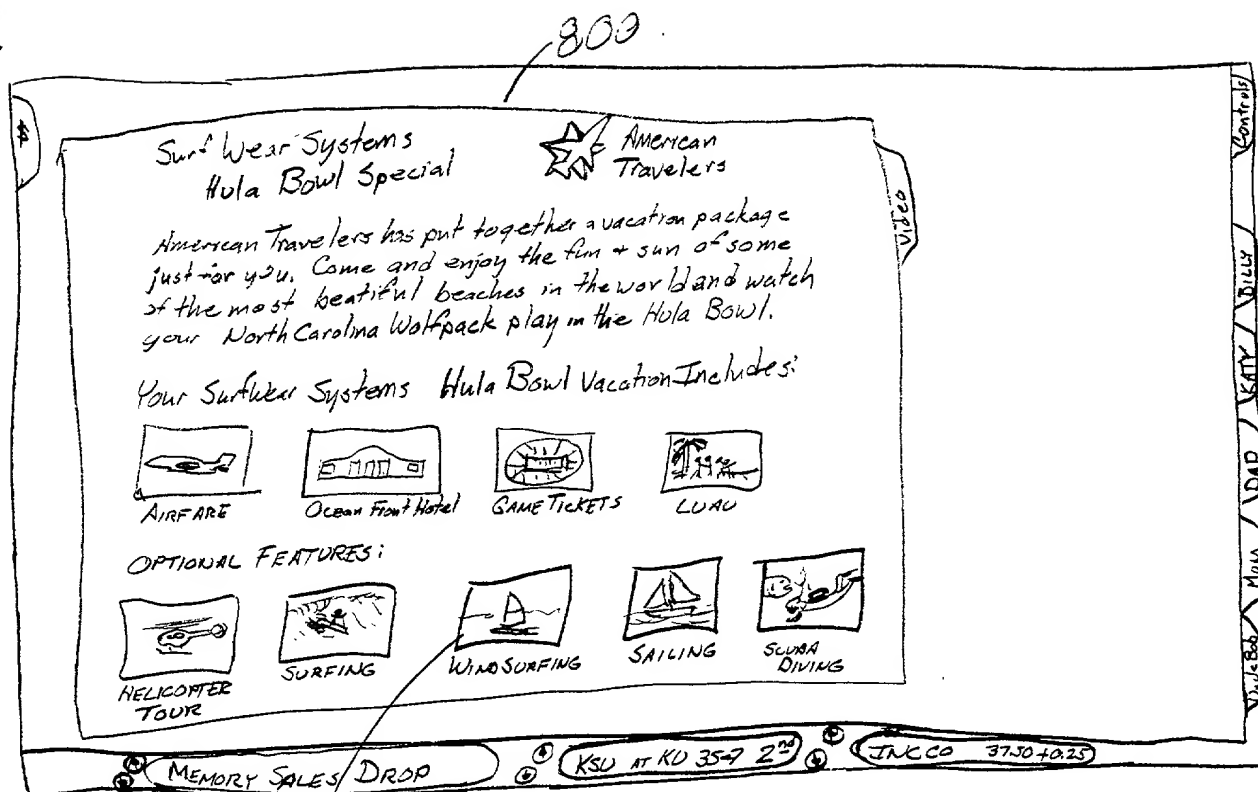 800
Surf Wear Systems
Hula Bowl Special
American
Travelers
American Travelers has put together a vacation package
just for you. Come and enjoy the fun + sun of some
of the most beatiful beaches in the world and watch
your North Carolina Wolfpack play in the Hula Bowl.
Your SurfWear Systems Hula Bowl Vacation Includes:
AIRFARE
Ocean Front Hotel
GAME TICKETS
LUAU
OPTIONAL FEATURES:
HELICOPTER
TOUR
SURFING
WINDSURFING
SAILING
SCUBA
DIVING
Video
Controls
BILLY
KATY
DAD
Mom
Uncle Bob
MEMORY SALES DROP
KSU AT KU 35-7 2nd
INCCO 37.50 +0.25